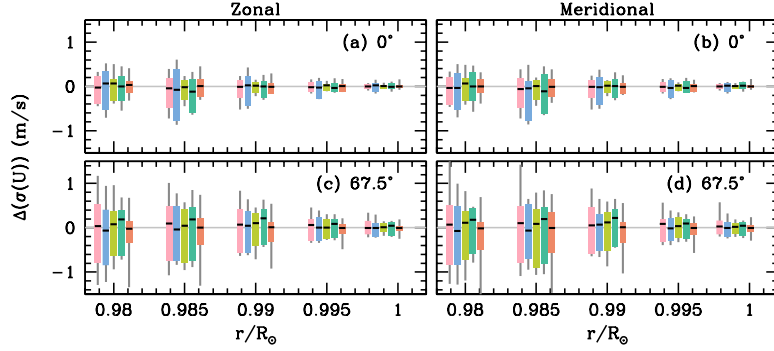 Zonal Meridional
1 (a) 0° (b) 0°
0
-1
Δ(σ(U)) (m/s)
1 (c) 67.5° (d) 67.5°
0
-1
0.98 0.985 0.99 0.995 1 0.98 0.985 0.99 0.995 1
r/R⊙ r/R⊙